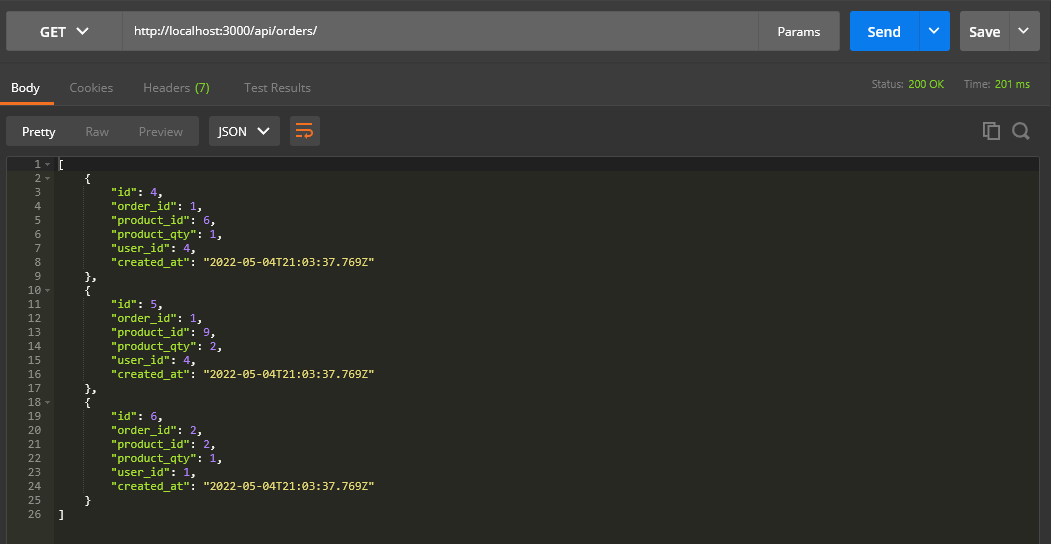 GET http://localhost:3000/api/orders/ Params Send Save
Body Cookies Headers (7) Test Results Status: 200 OK Time: 201 ms
Pretty Raw Preview JSON
1 [
2 {
3 "id": 4,
4 "order_id": 1,
5 "product_id": 6,
6 "product_qty": 1,
7 "user_id": 4,
8 "created_at": "2022-05-04T21:03:37.769Z"
9 },
10 {
11 "id": 5,
12 "order_id": 1,
13 "product_id": 9,
14 "product_qty": 2,
15 "user_id": 4,
16 "created_at": "2022-05-04T21:03:37.769Z"
17 },
18 {
19 "id": 6,
20 "order_id": 2,
21 "product_id": 2,
22 "product_qty": 1,
23 "user_id": 1,
24 "created_at": "2022-05-04T21:03:37.769Z"
25 }
26 ]